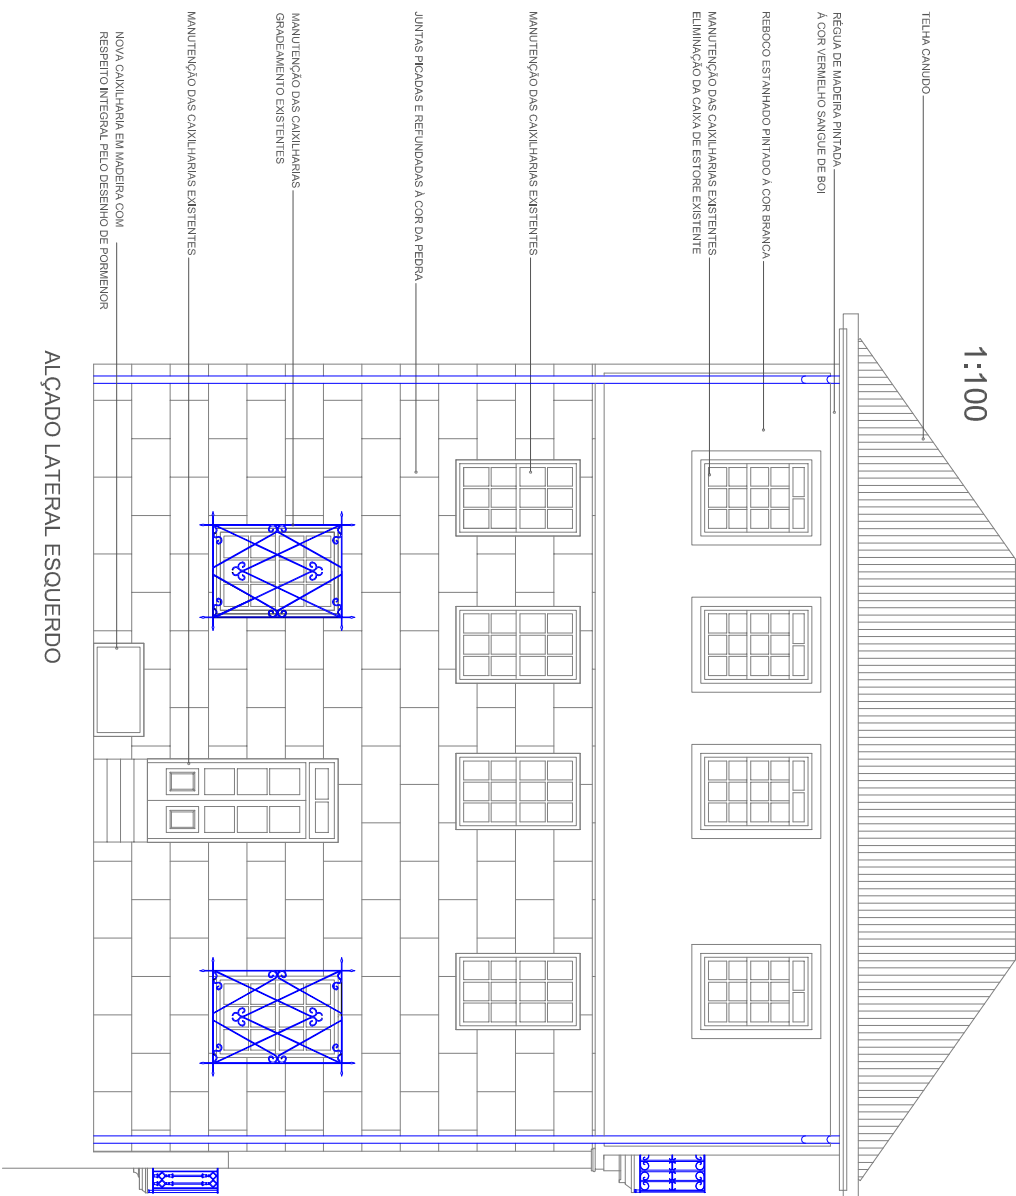 1:100
TELHA CANUDO
RÉGUA DE MADEIRA PINTADA
Á COR VERMELHO SANGUE DE BOI
REBOCO ESTANHADO PINTADO Á COR BRANCA
MANUTENÇÃO DAS CAIXILHARIAS EXISTENTES
ELIMINAÇÃO DA CAIXA DE ESTORE EXISTENTE
MANUTENÇÃO DAS CAIXILHARIAS EXISTENTES
JUNTAS PICADAS E REFUNDADAS À COR DA PEDRA
MANUTENÇÃO DAS CAIXILHARIAS
GRADEAMENTO EXISTENTES
MANUTENÇÃO DAS CAIXILHARIAS EXISTENTES
NOVA CAIXILHARIA EM MADEIRA COM
RESPEITO INTEGRAL PELO DESENHO DE PORMENOR
ALÇADO LATERAL ESQUERDO